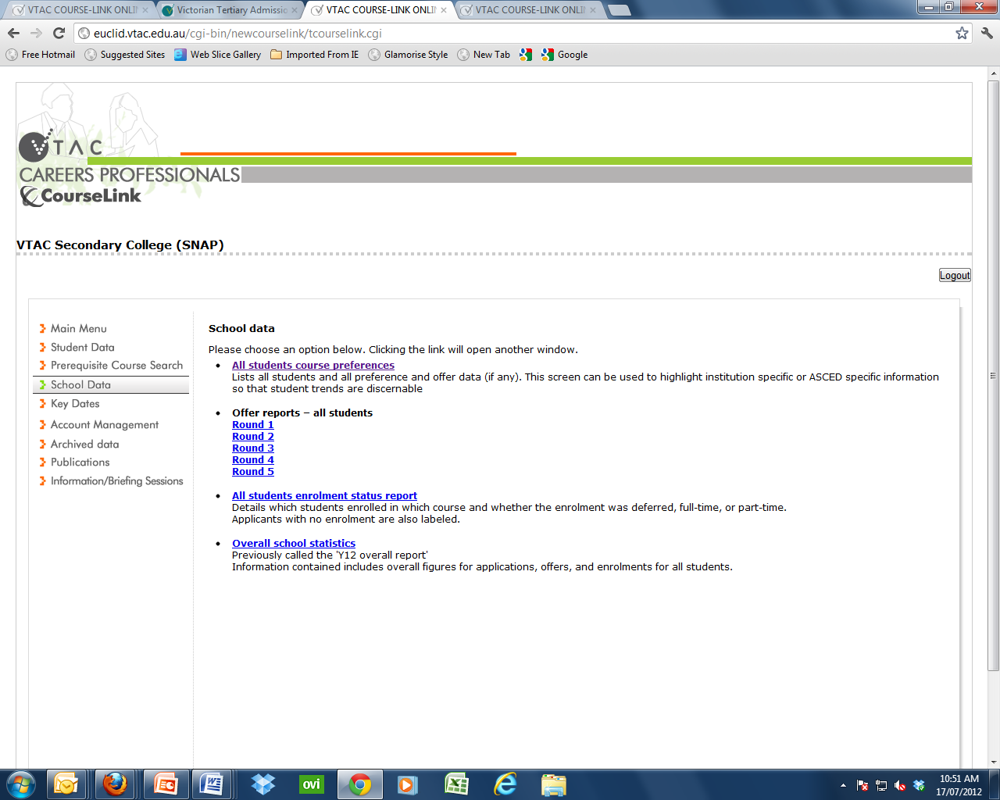 VTAC COURSE-LINK ONLI
Victorian Tertiary Admissio
VTAC COURSE-LINK ONLI
VTAC COURSE-LINK ONLI
euclid.vtac.edu.au/cgi-bin/newcourselink/tcourselink.cgi
Free Hotmail Suggested Sites Web Slice Gallery Imported From IE Glamorise Style New Tab Google
VTAC
CAREERS PROFESSIONALS
CourseLink
VTAC Secondary College (SNAP)
Logout
Main Menu
Student Data
Prerequisite Course Search
School Data
Key Dates
Account Management
Archived data
Publications
Information/Briefing Sessions
School data
Please choose an option below. Clicking the link will open another window.
All students course preferences
Lists all students and all preference and offer data (if any). This screen can be used to highlight institution specific or ASCED specific information
so that student trends are discernable
Offer reports – all students
Round 1
Round 2
Round 3
Round 4
Round 5
All students enrolment status report
Details which students enrolled in which course and whether the enrolment was deferred, full-time, or part-time.
Applicants with no enrolment are also labeled.
Overall school statistics
Previously called the 'Y12 overall report'
Information contained includes overall figures for applications, offers, and enrolments for all students.
ovi
10:51 AM
17/07/2012